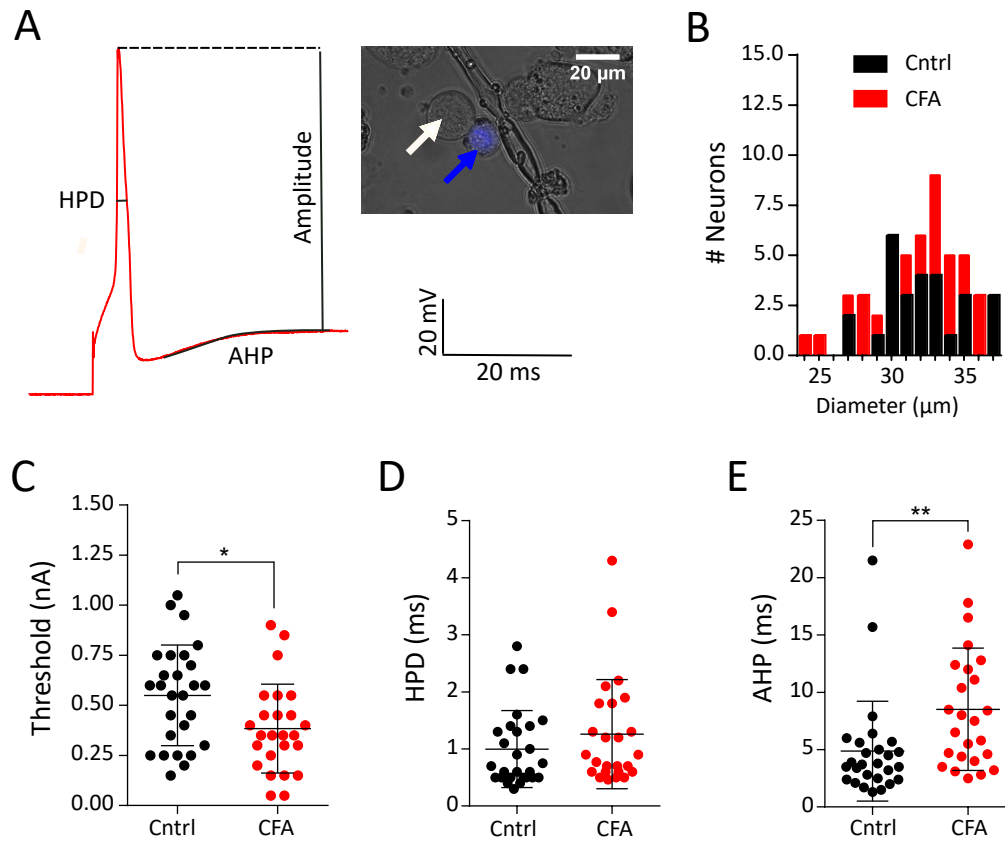 A
HPD
Amplitude
AHP
20 µm
20 mV
20 ms
B
15.0
12.5
10.0
7.5
5.0
2.5
0.0
# Neurons
Cntrl
CFA
25
30
35
Diameter (µm)
C
1.50
1.25
1.00
0.75
0.50
0.25
0.00
Threshold (nA)
*
Cntrl
CFA
D
5
4
3
2
1
0
HPD (ms)
Cntrl
CFA
E
25
20
15
10
5
0
AHP (ms)
**
Cntrl
CFA